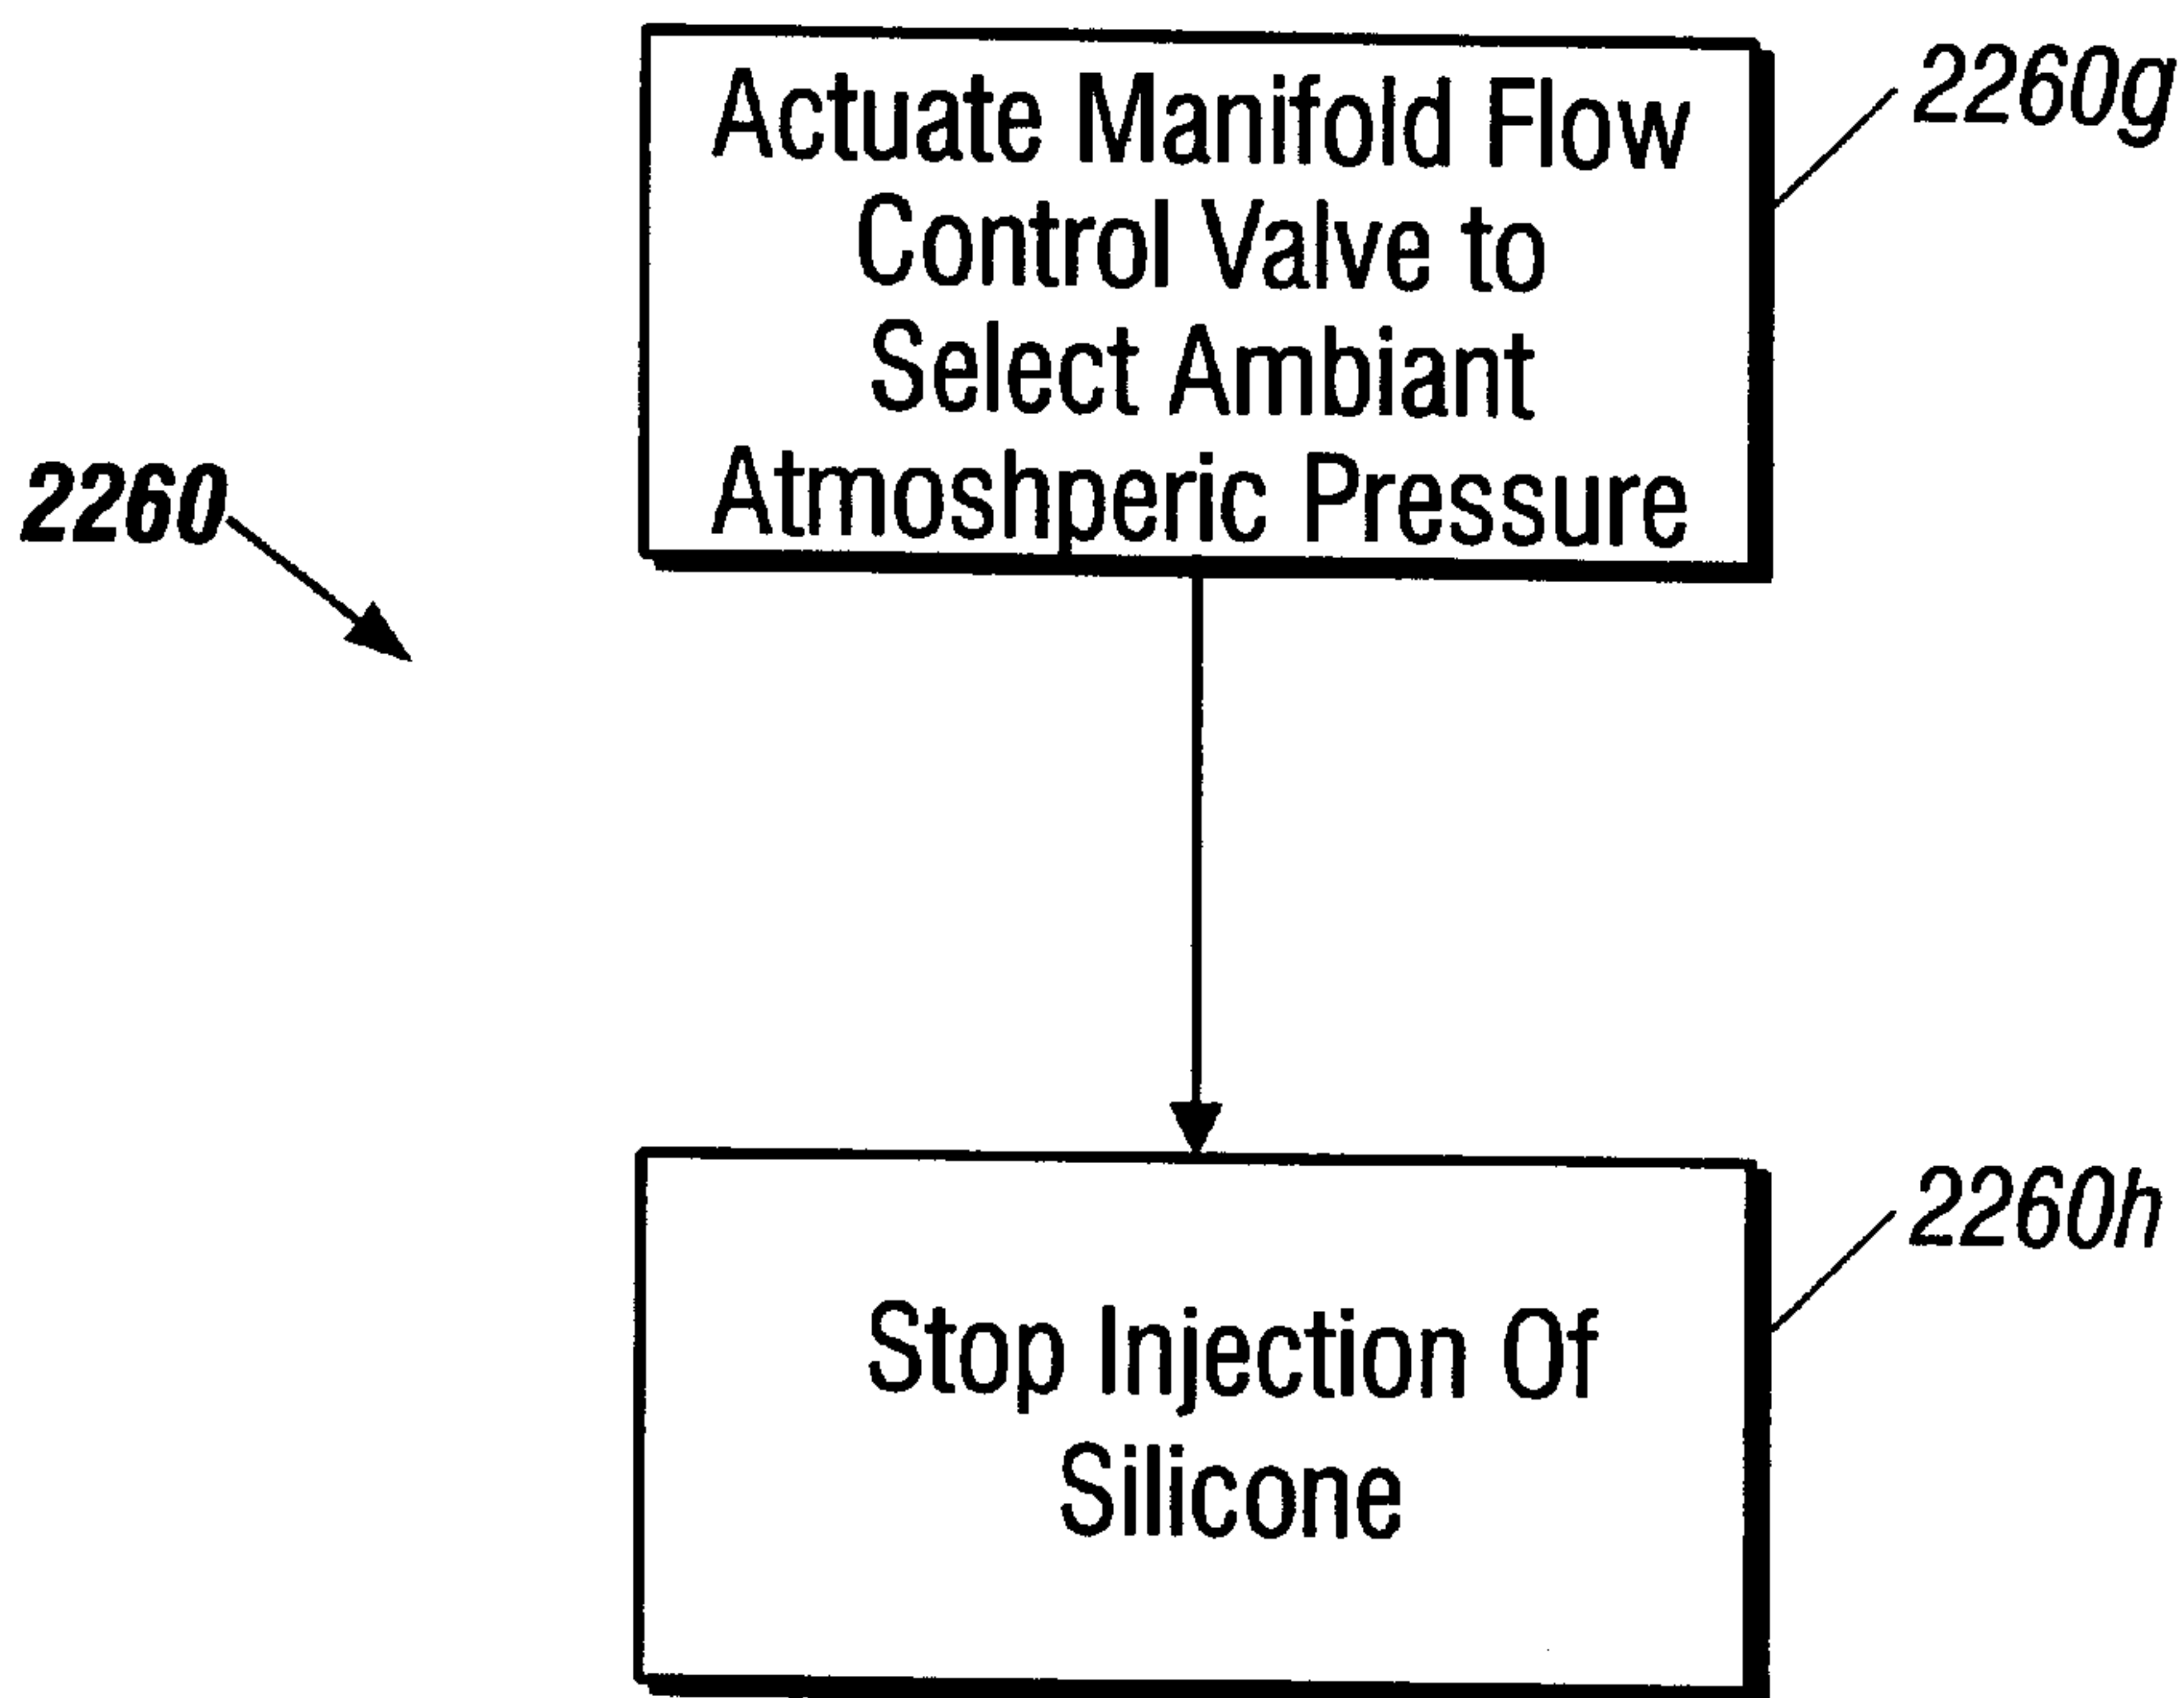 Actuate Manifold Flow
Control Valve to
Select Ambiant
Atmoshperic Pressure
2260g
2260
Stop Injection Of
Silicone
2260h